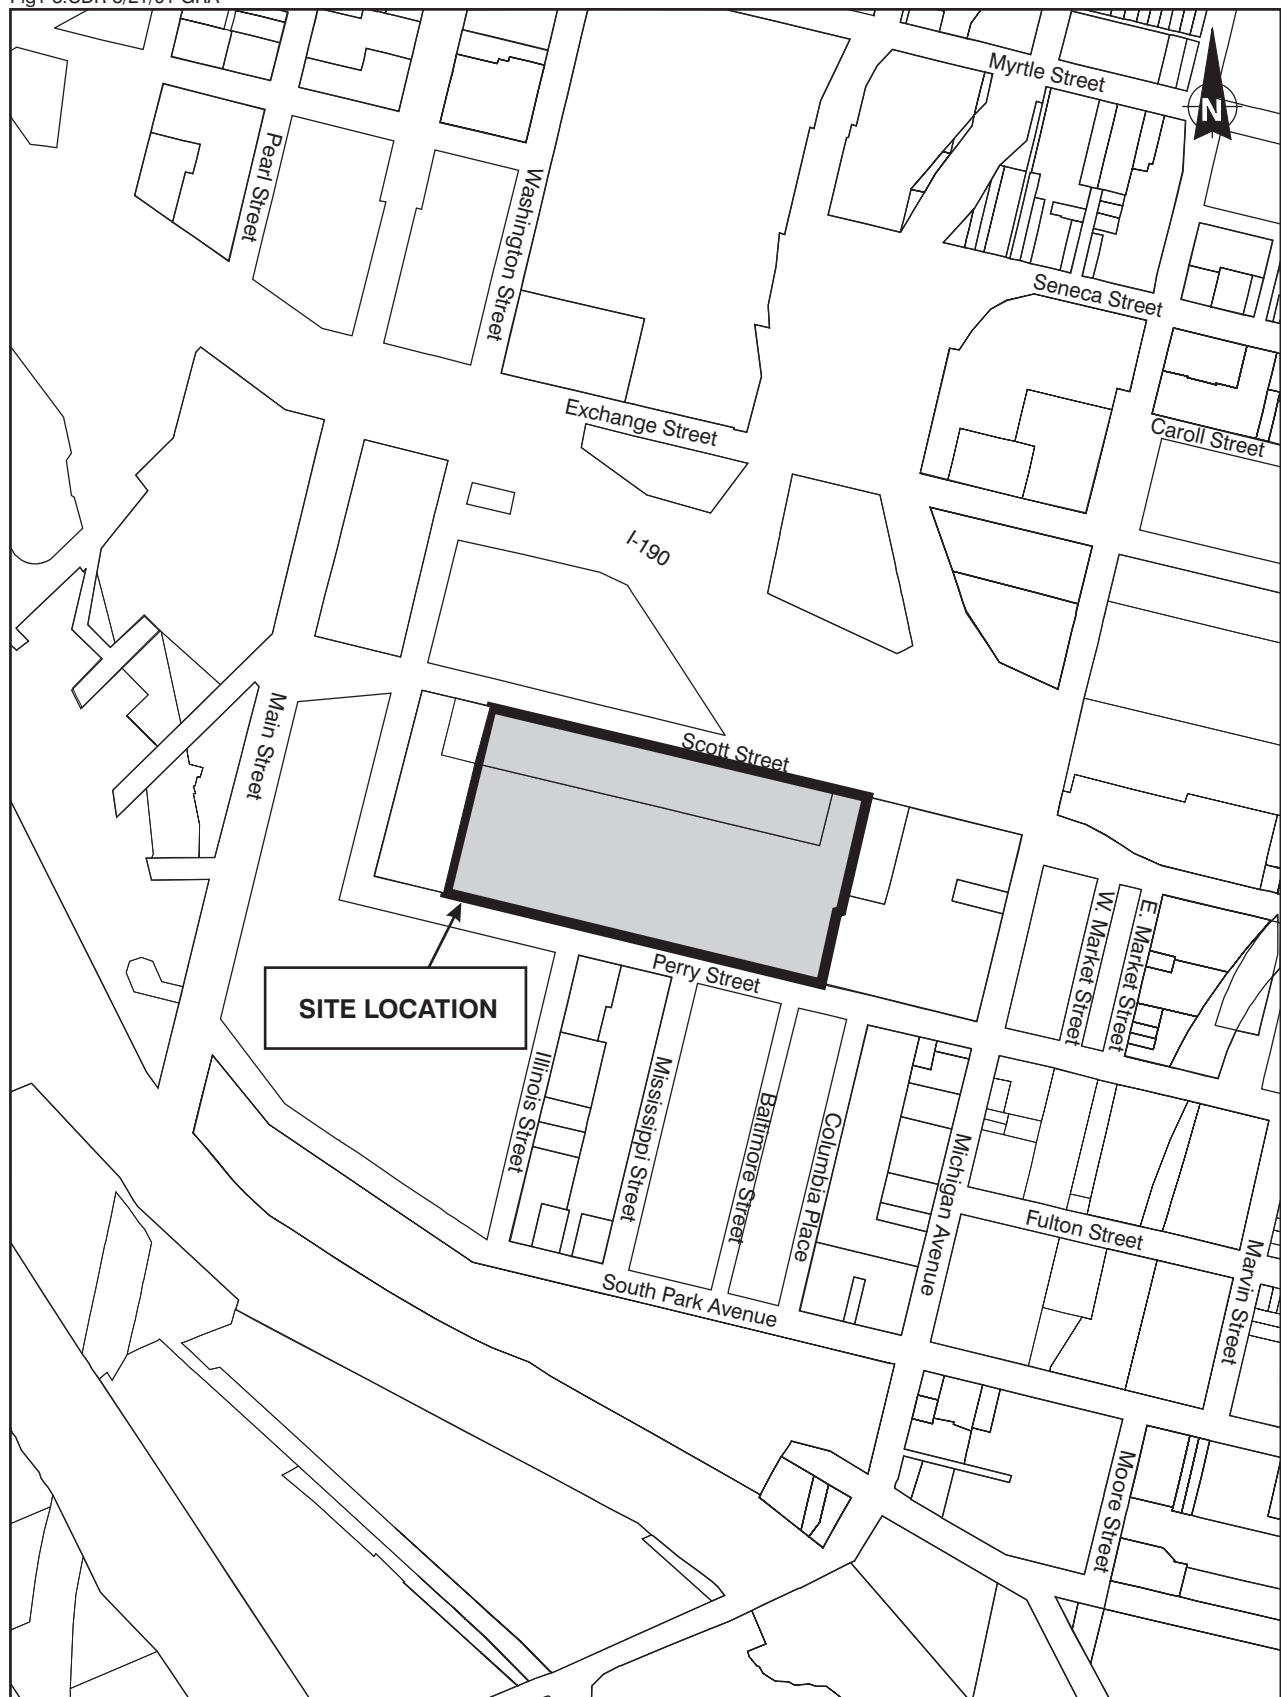 Myrtle Street
N
Pearl Street
Washington Street
Seneca Street
Exchange Street
Caroll Street
I-190
Main Street
Scott Street
W. Market Street
E. Market Street
Perry Street
SITE LOCATION
Illinois Street
Mississippi Street
Baltimore Street
Columbia Place
Michigan Avenue
Fulton Street
Marvin Street
South Park Avenue
Moore Street